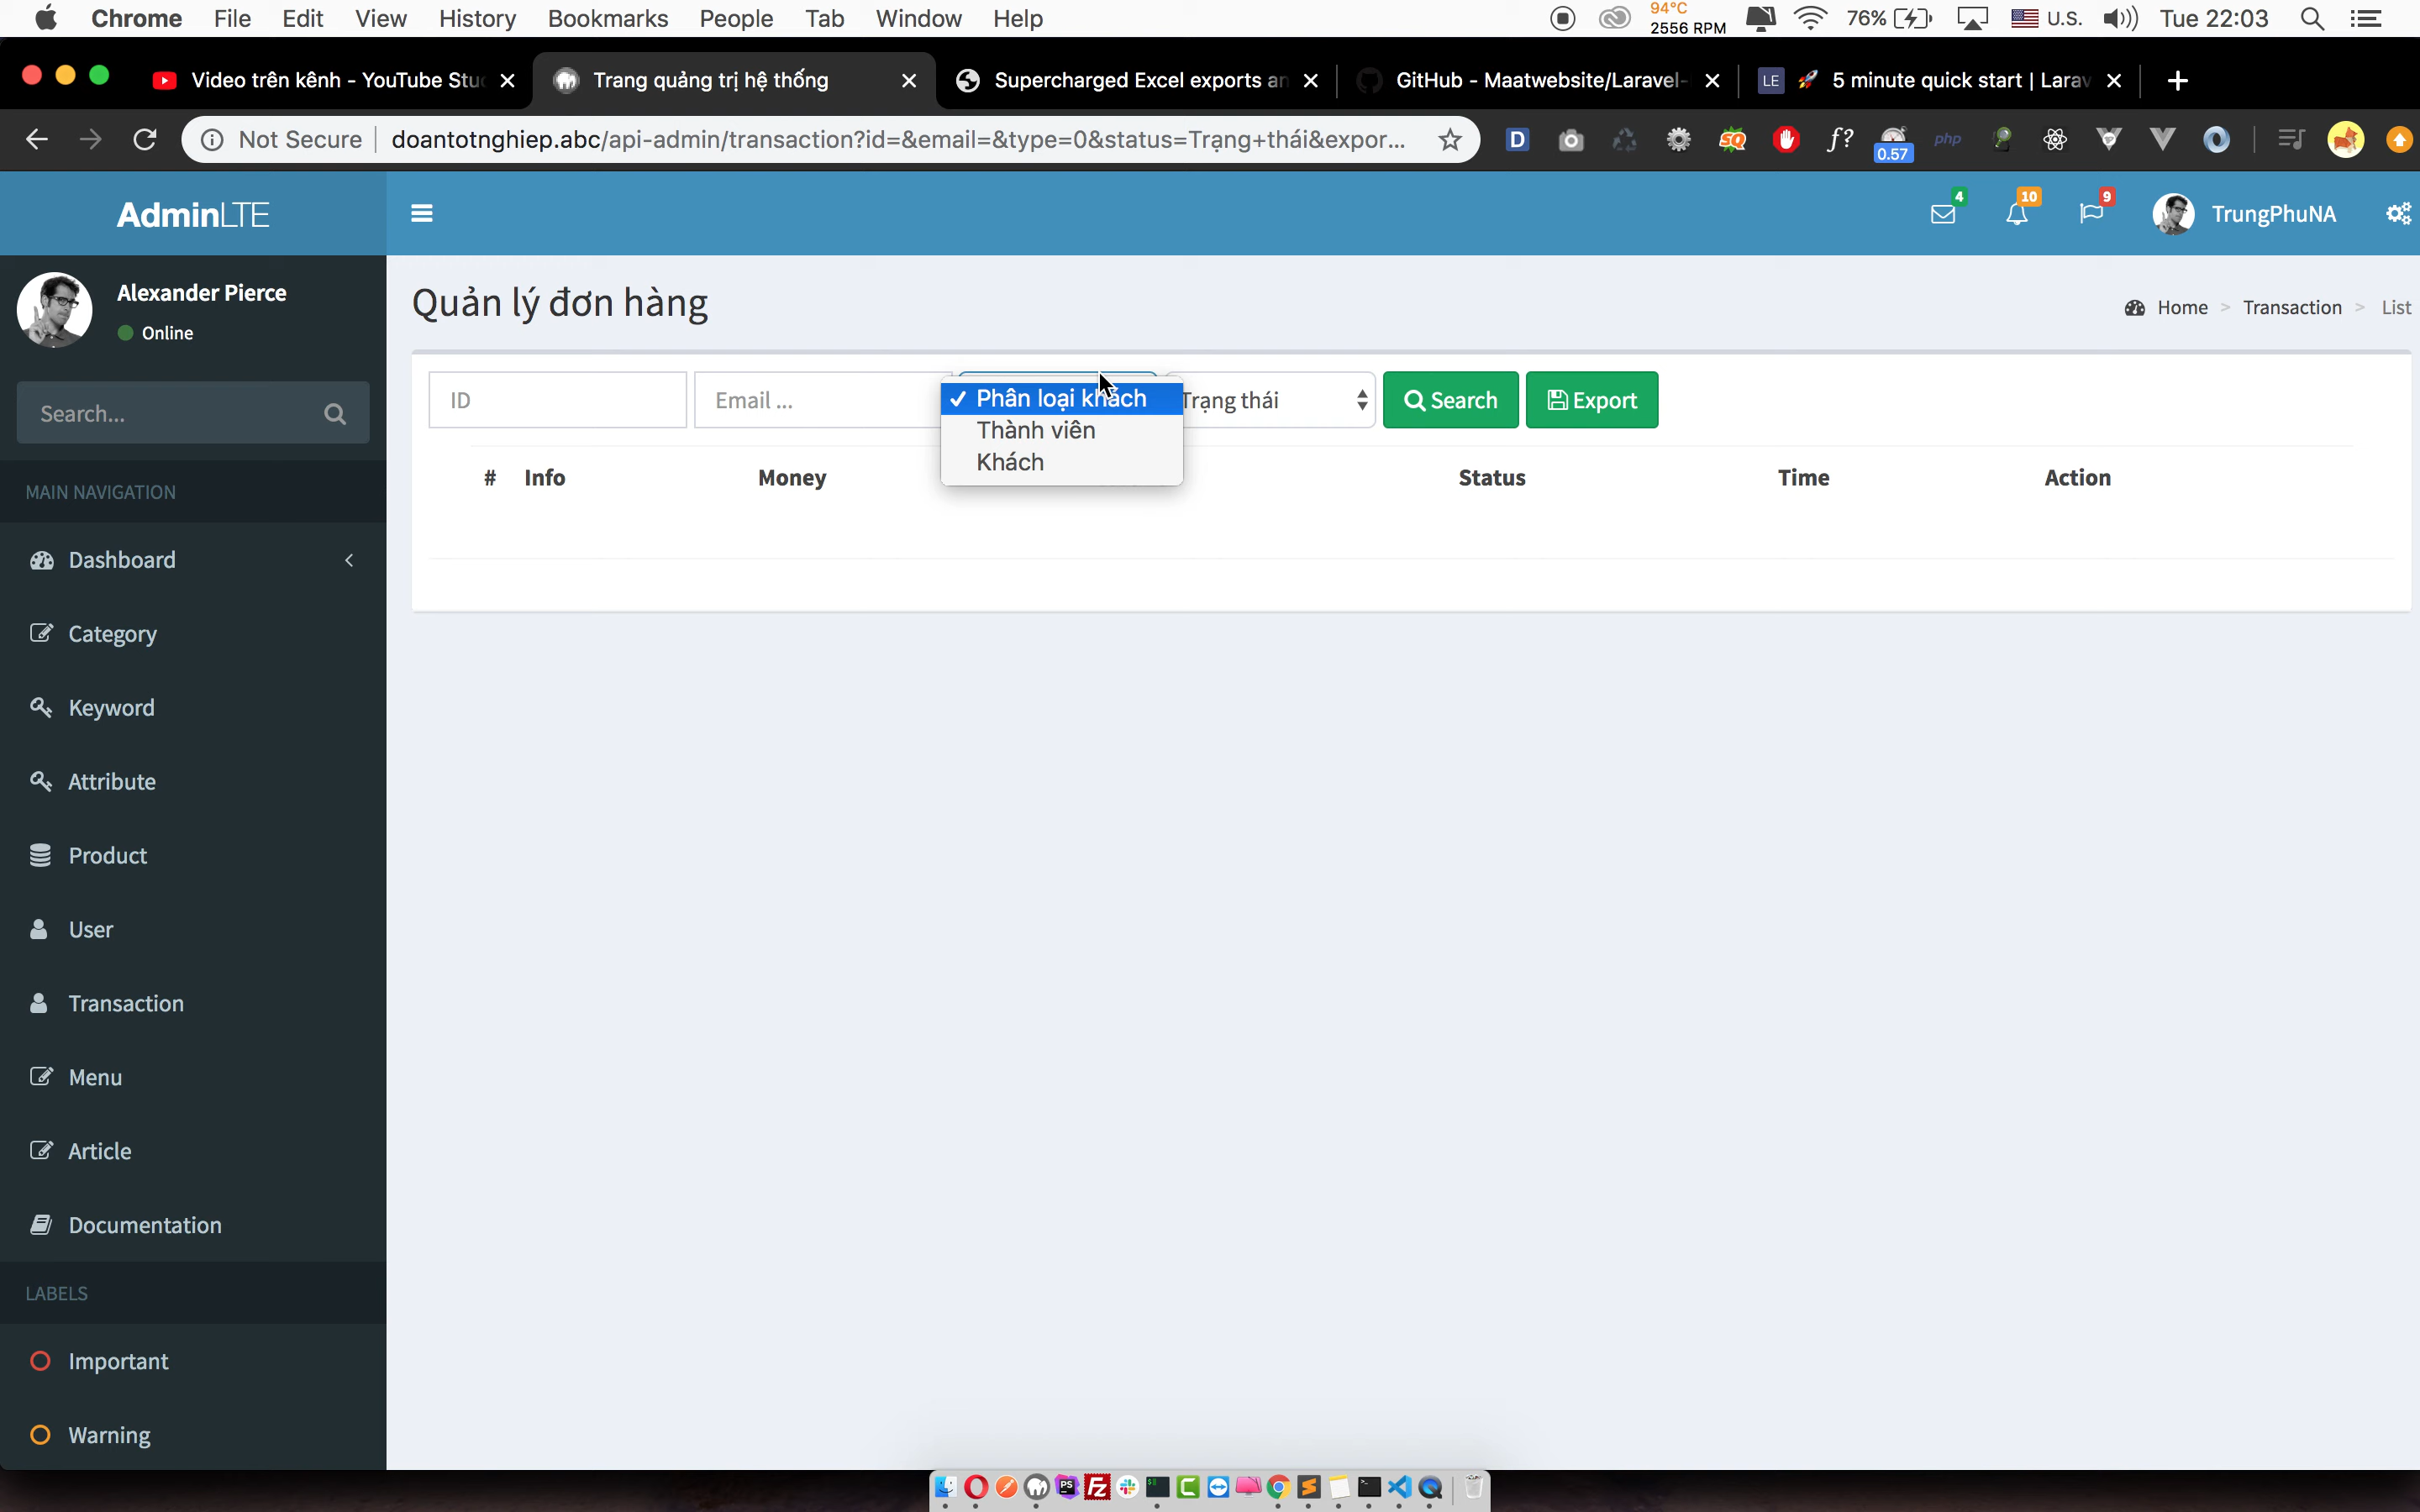 Chrome File Edit View History Bookmarks People Tab Window Help
94°C
2556 RPM
76%
U.S.
Tue 22:03
Video trên kênh - YouTube Stu
Trang quảng trị hệ thống
Supercharged Excel exports an
GitHub - Maatwebsite/Laravel-
LE
5 minute quick start | Larav
Not Secure
doantotnghiep.abc/api-admin/transaction?id=&email=&type=0&status=Trạng+thái&expor...
D
f?
0.57
php
AdminLTE
4
10
9
TrungPhuNA
Alexander Pierce
Online
Quản lý đơn hàng
Home > Transaction > List
Search...
ID
Email ...
Phân loại khách
Thành viên
Khách
Trạng thái
Search
Export
# Info Money Status Time Action
MAIN NAVIGATION
Dashboard
Category
Keyword
Attribute
Product
User
Transaction
Menu
Article
Documentation
LABELS
Important
Warning
PS
FZ